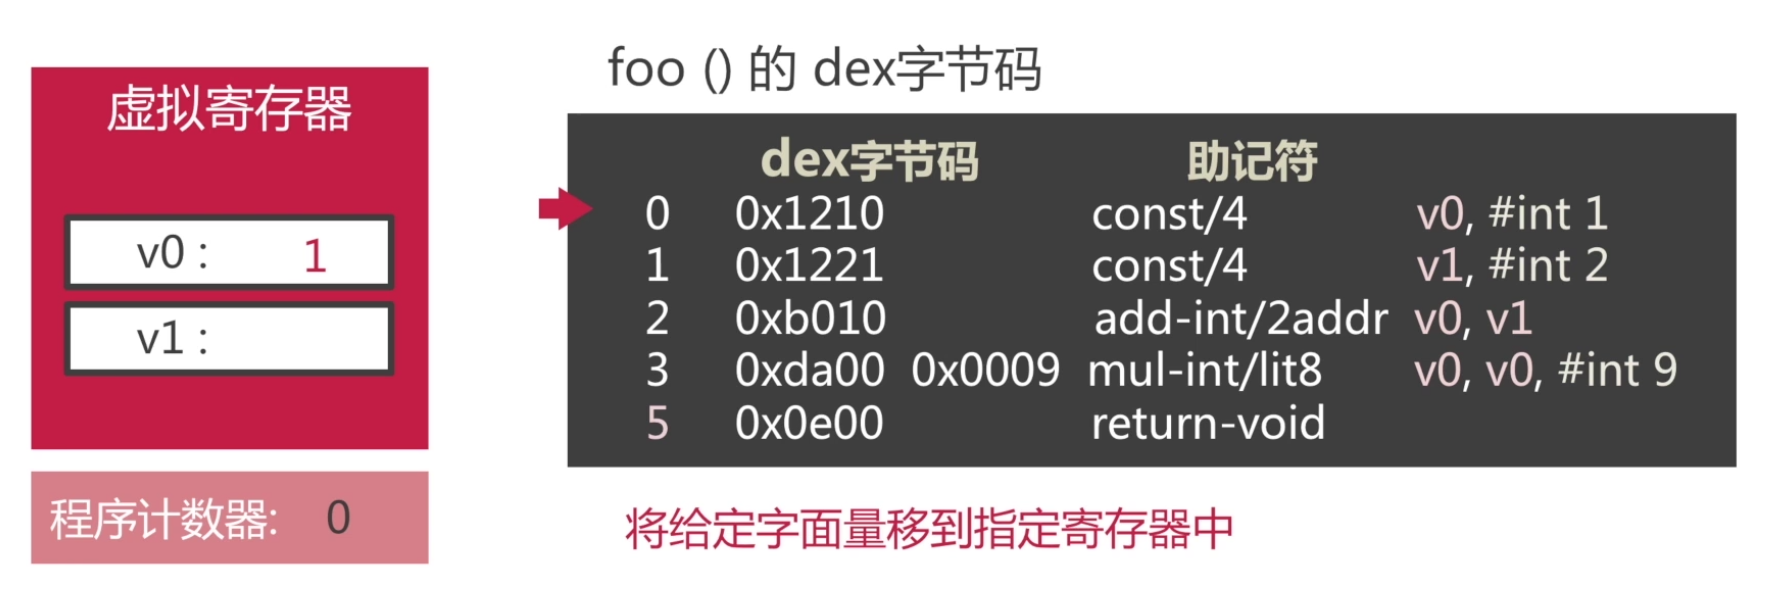 foo () 的 dex字节码
虚拟寄存器
v0 : 1
v1 :
程序计数器: 0
dex字节码 助记符
0 0x1210 const/4 v0, #int 1
1 0x1221 const/4 v1, #int 2
2 0xb010 add-int/2addr v0, v1
3 0xda00 0x0009 mul-int/lit8 v0, v0, #int 9
5 0x0e00 return-void
将给定字面量移到指定寄存器中